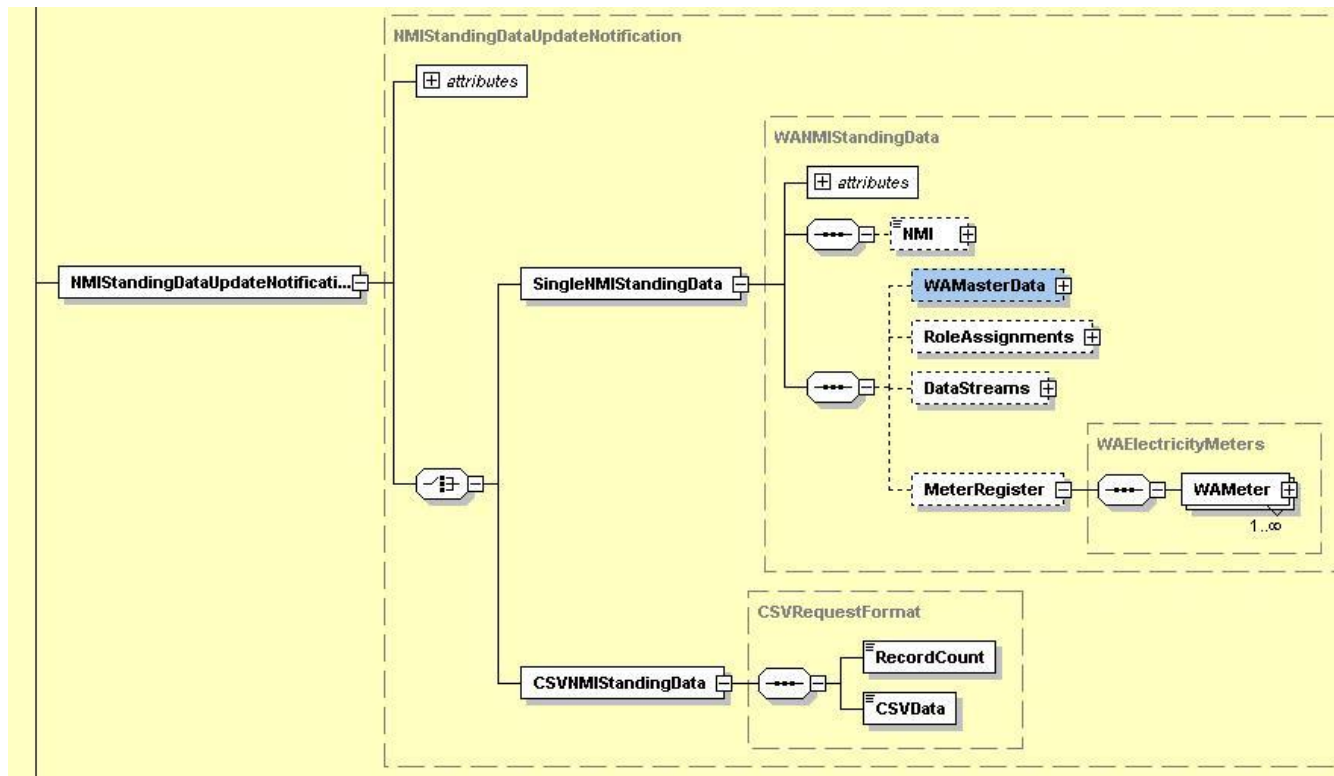 NMIStandingDataUpdateNotification
attributes
WANMIStandingData
attributes
NMI
NMIStandingDataUpdateNotificati...
SingleNMIStandingData
WAMasterData
RoleAssignments
DataStreams
WAElectricityMeters
MeterRegister
WAMeter
1..∞
CSVRequestFormat
RecordCount
CSVNMIStandingData
CSVData